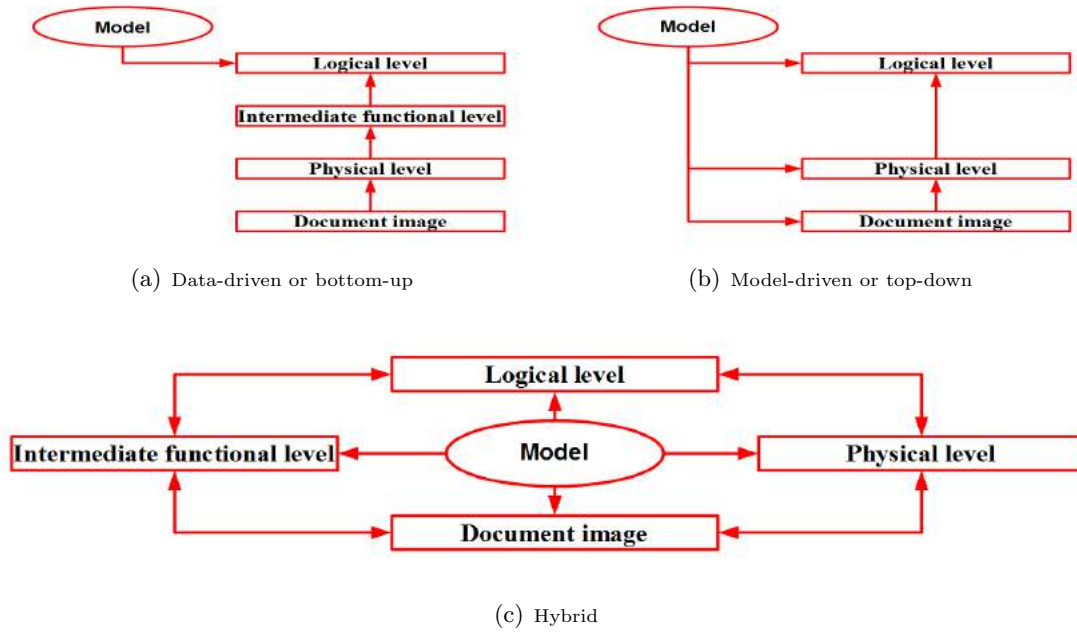 Model
Logical level
Intermediate functional level
Physical level
Document image
(a) Data-driven or bottom-up
Model
Logical level
Physical level
Document image
(b) Model-driven or top-down
Logical level
Intermediate functional level
Model
Physical level
Document image
(c) Hybrid